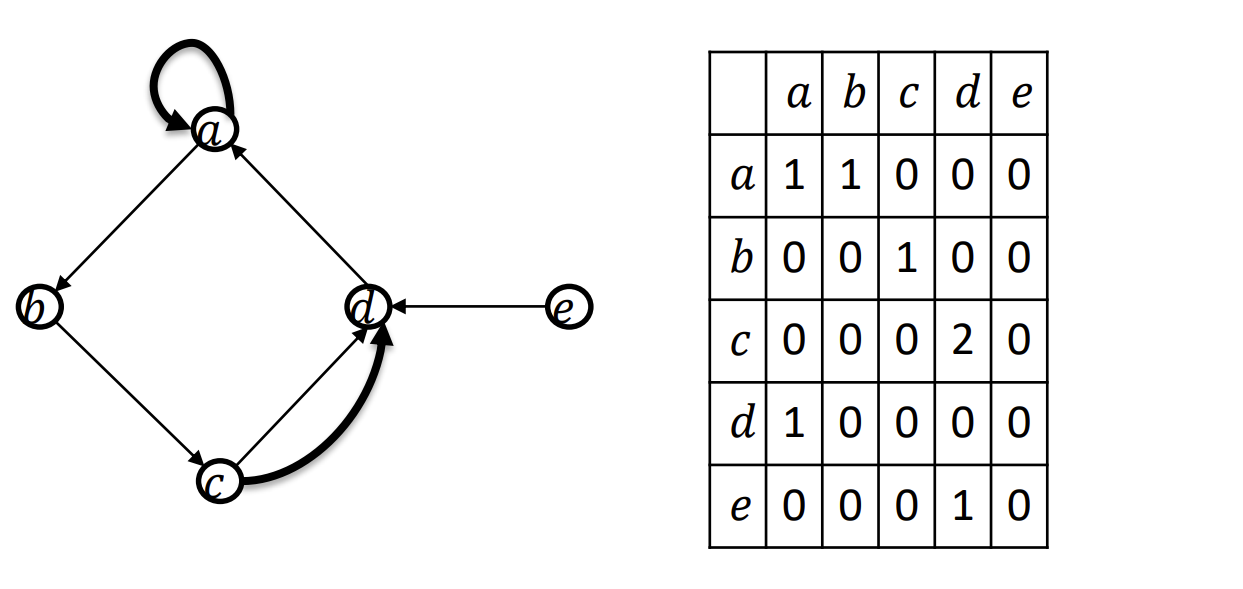 a
b
d
e
c
a b c d e
a 1 1 0 0 0
b 0 0 1 0 0
c 0 0 0 2 0
d 1 0 0 0 0
e 0 0 0 1 0